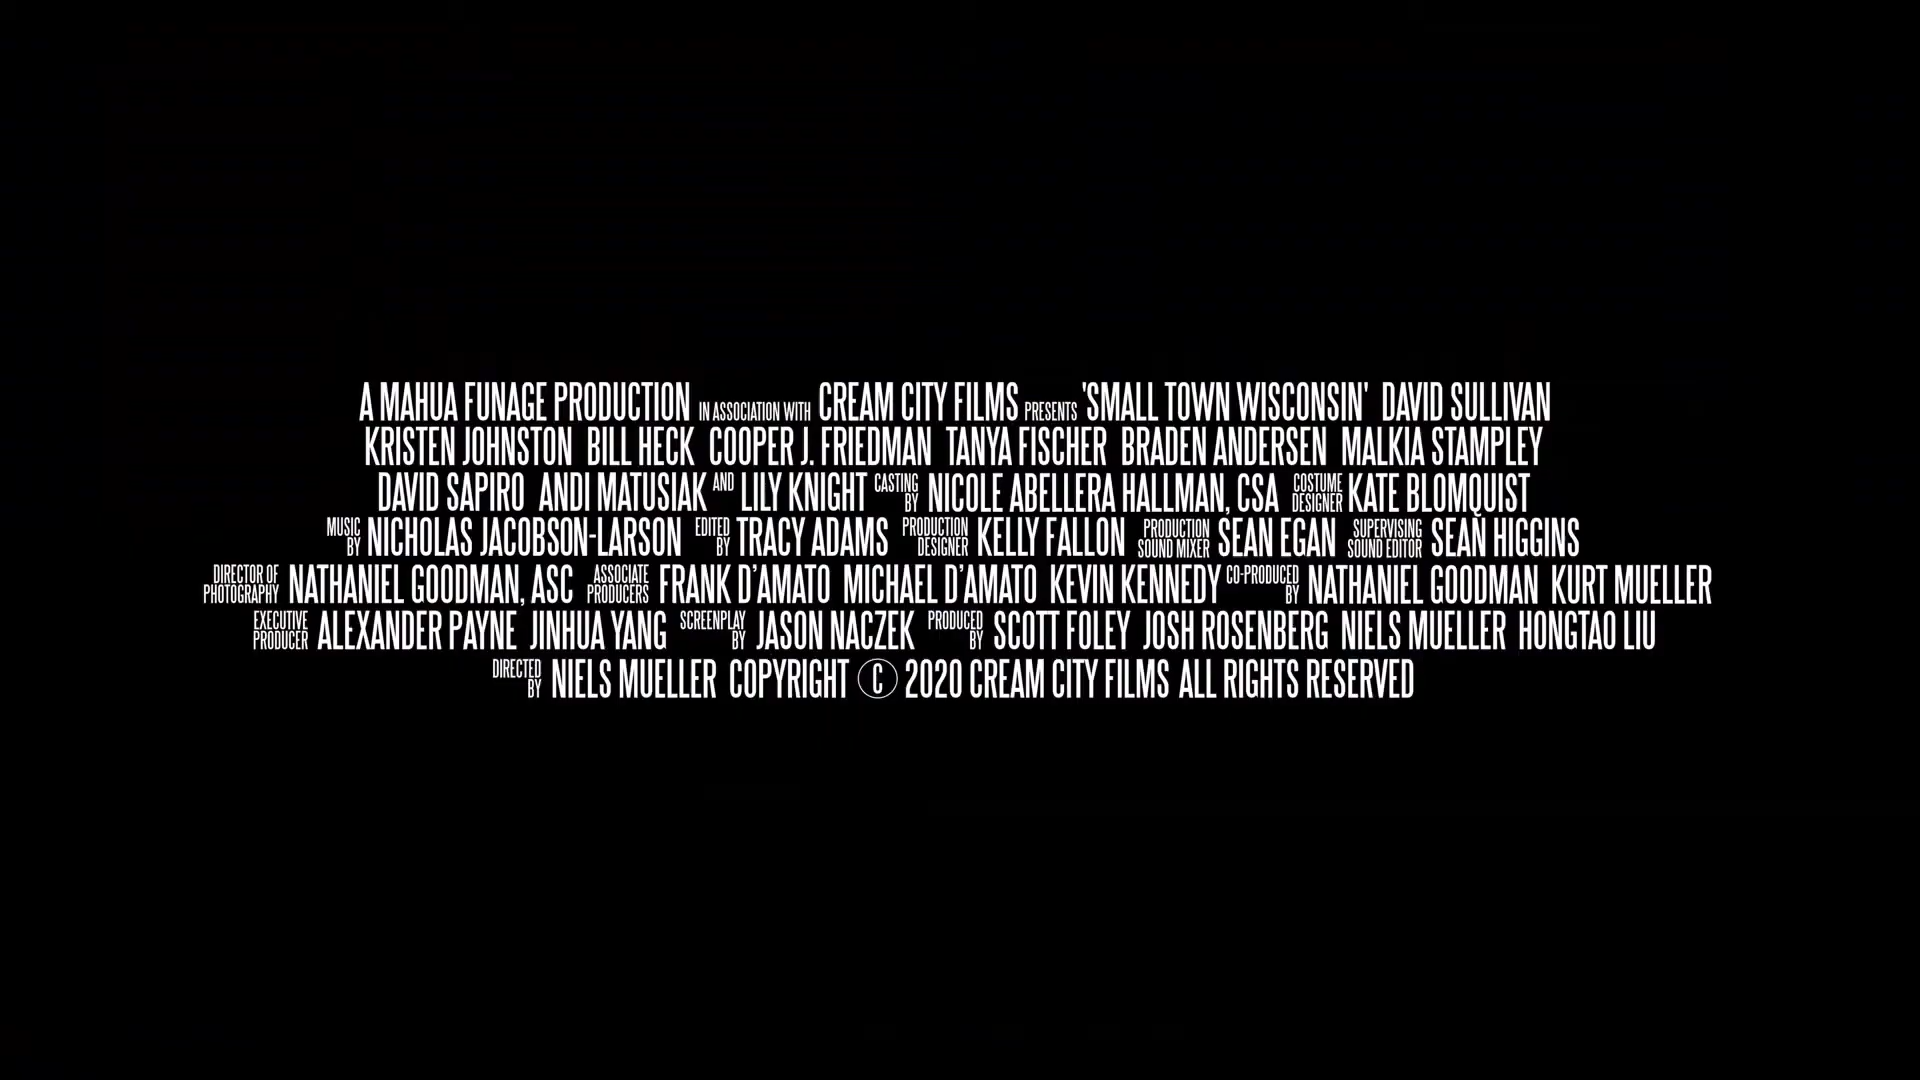 A MAHUA FUNAGE PRODUCTION IN ASSOCIATION WITH CREAM CITY FILMS PRESENTS 'SMALL TOWN WISCONSIN' DAVID SULLIVAN
KRISTEN JOHNSTON BILL HECK COOPER J. FRIEDMAN TANYA FISCHER BRADEN ANDERSEN MALKIA STAMPLEY
DAVID SAPIRO ANDI MATUSIAK AND LILY KNIGHT CASTING BY NICOLE ABELLERA HALLMAN, CSA COSTUME DESIGNER KATE BLOMQUIST
MUSIC BY NICHOLAS JACOBSON-LARSON EDITED BY TRACY ADAMS PRODUCTION DESIGNER KELLY FALLON PRODUCTION SOUND MIXER SEAN EGAN SUPERVISING SOUND EDITOR SEAN HIGGINS
DIRECTOR OF PHOTOGRAPHY NATHANIEL GOODMAN, ASC ASSOCIATE PRODUCERS FRANK D'AMATO MICHAEL D'AMATO KEVIN KENNEDY CO-PRODUCED BY NATHANIEL GOODMAN KURT MUELLER
EXECUTIVE PRODUCER ALEXANDER PAYNE JINHUA YANG SCREENPLAY BY JASON NACZEK PRODUCED BY SCOTT FOLEY JOSH ROSENBERG NIELS MUELLER HONGTAO LIU
DIRECTED BY NIELS MUELLER COPYRIGHT © 2020 CREAM CITY FILMS ALL RIGHTS RESERVED